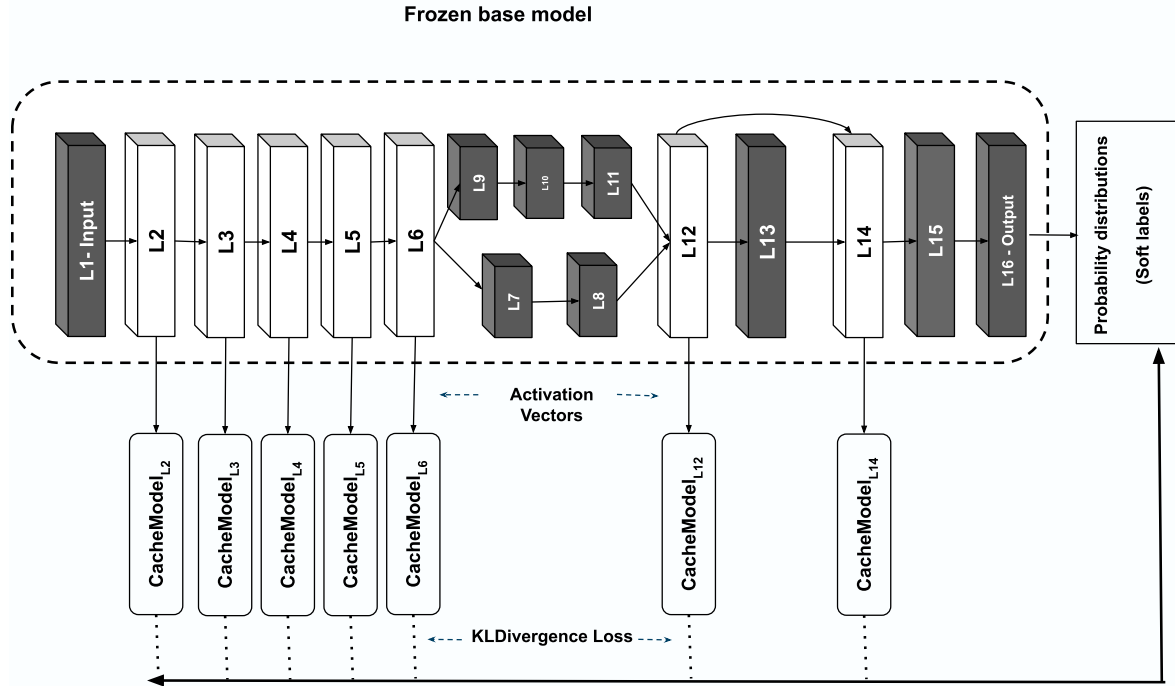 Frozen base model
L1- Input
L2
L3
L4
L5
L6
L9
L10
L11
L7
L8
L12
L13
L14
L15
L16 - Output
Probability distributions
(Soft labels)
Activation
Vectors
CacheModelL2
CacheModelL3
CacheModelL4
CacheModelL5
CacheModelL6
CacheModelL12
CacheModelL14
KLDivergence Loss